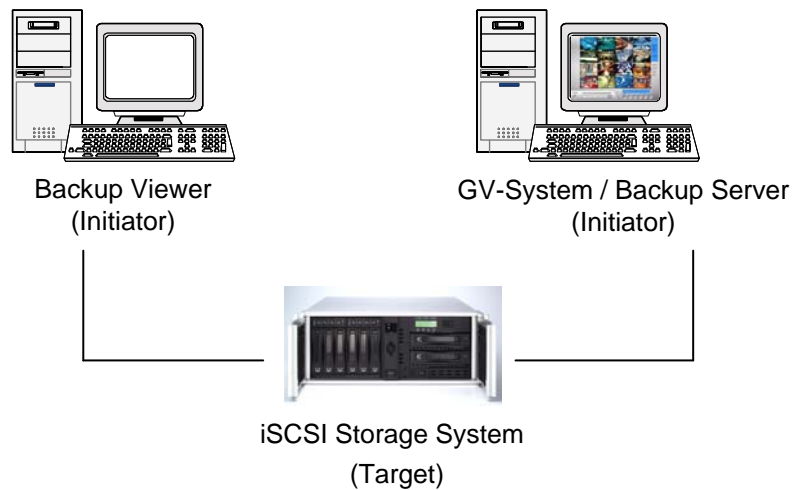 Backup Viewer
(Initiator)
GV-System / Backup Server
(Initiator)
iSCSI Storage System
(Target)